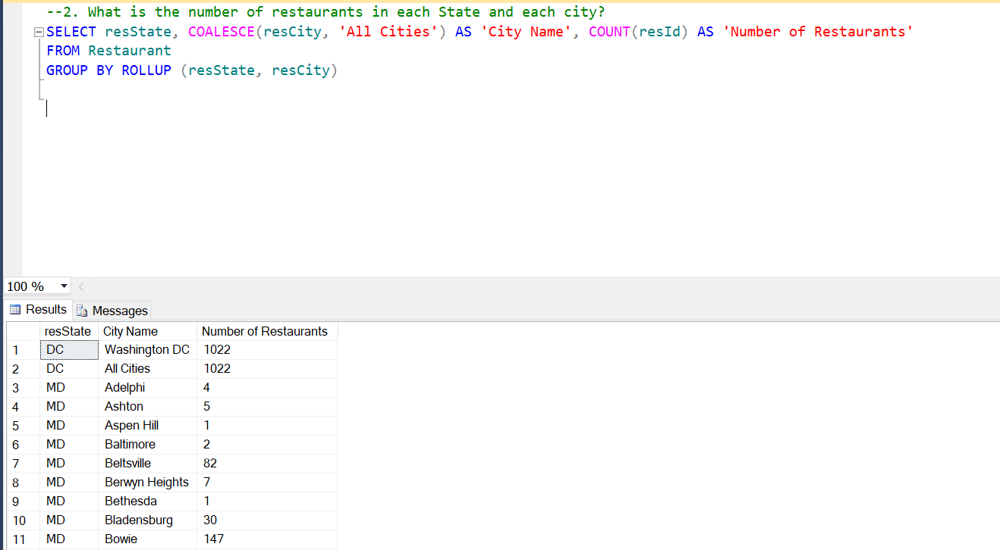 --2. What is the number of restaurants in each State and each city?
SELECT resState, COALESCE(resCity, 'All Cities') AS 'City Name', COUNT(resId) AS 'Number of Restaurants'
FROM Restaurant
GROUP BY ROLLUP (resState, resCity)
100 %
Results Messages
resState City Name Number of Restaurants
1 DC Washington DC 1022
2 DC All Cities 1022
3 MD Adelphi 4
4 MD Ashton 5
5 MD Aspen Hill 1
6 MD Baltimore 2
7 MD Beltsville 82
8 MD Berwyn Heights 7
9 MD Bethesda 1
10 MD Bladensburg 30
11 MD Bowie 147